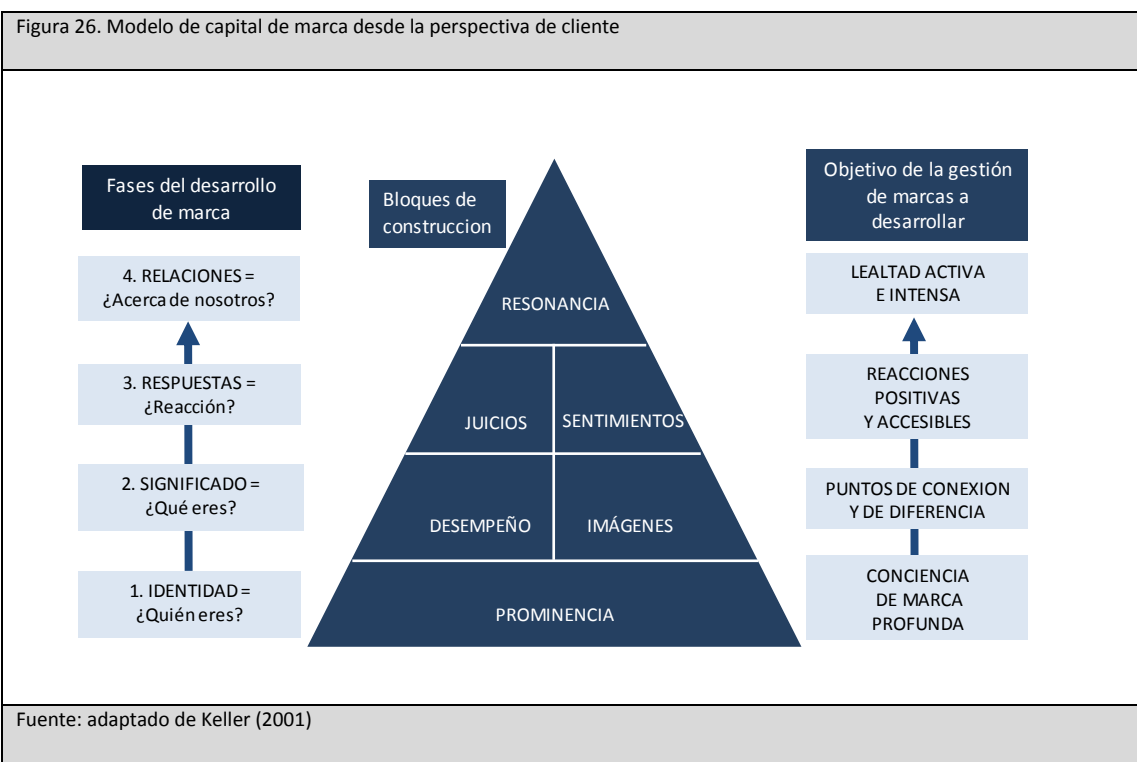 Figura 26. Modelo de capital de marca desde la perspectiva de cliente
Fases del desarrollo
de marca
4. RELACIONES =
¿Acerca de nosotros?
3. RESPUESTAS =
¿Reacción?
2. SIGNIFICADO =
¿Qué eres?
1. IDENTIDAD =
¿Quién eres?
Bloques de
construccion
RESONANCIA
JUICIOS
SENTIMIENTOS
DESEMPEÑO
IMÁGENES
PROMINENCIA
Objetivo de la gestión
de marcas a
desarrollar
LEALTAD ACTIVA
E INTENSA
REACCIONES
POSITIVAS
Y ACCESIBLES
PUNTOS DE CONEXION
Y DE DIFERENCIA
CONCIENCIA
DE MARCA
PROFUNDA
Fuente: adaptado de Keller (2001)